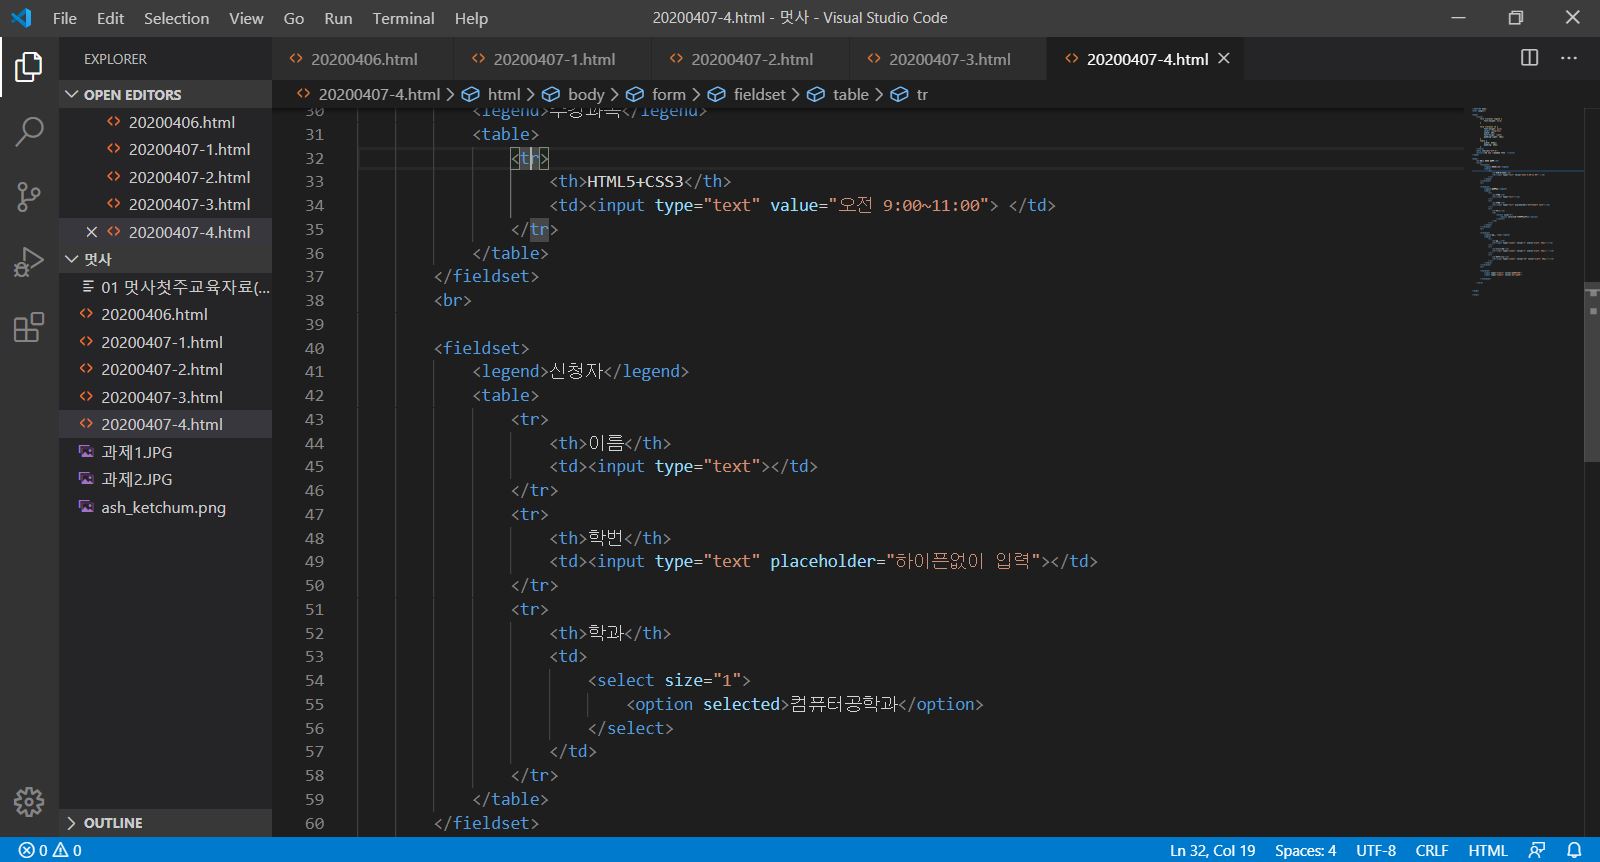 File Edit Selection View Go Run Terminal Help
20200407-4.html - 멋사 - Visual Studio Code
EXPLORER
OPEN EDITORS
20200406.html
20200407-1.html
20200407-2.html
20200407-3.html
20200407-4.html
멋사
01 멋사첫주교육자료(...
20200406.html
20200407-1.html
20200407-2.html
20200407-3.html
20200407-4.html
과제1.JPG
과제2.JPG
ash_ketchum.png
OUTLINE
20200406.html 20200407-1.html 20200407-2.html 20200407-3.html 20200407-4.html
20200407-4.html > html > body > form > fieldset > table > tr
30 <legend></legend>
31 <table>
32 <tr>
33 <th>HTML5+CSS3</th>
34 <td><input type="text" value="오전 9:00~11:00"> </td>
35 </tr>
36 </table>
37 </fieldset>
38 <br>
39
40 <fieldset>
41 <legend>신청자</legend>
42 <table>
43 <tr>
44 <th>이름</th>
45 <td><input type="text"></td>
46 </tr>
47 <tr>
48 <th>학번</th>
49 <td><input type="text" placeholder="하이픈없이 입력"></td>
50 </tr>
51 <tr>
52 <th>학과</th>
53 <td>
54 <select size="1">
55 <option selected>컴퓨터공학과</option>
56 </select>
57 </td>
58 </tr>
59 </table>
60 </fieldset>
0 0
Ln 32, Col 19 Spaces: 4 UTF-8 CRLF HTML